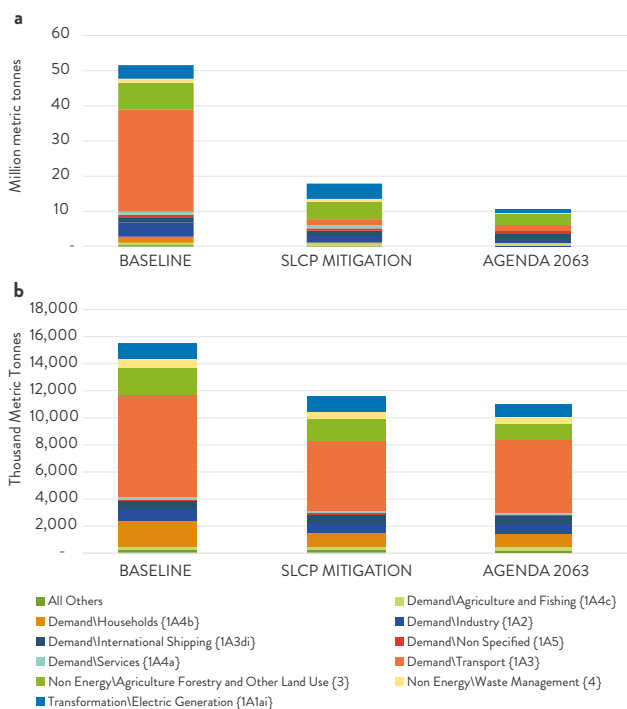 a
60
50
40
30
20
10
-
Million metric tonnes
BASELINE SLCP MITIGATION AGENDA 2063
b
18,000
16,000
14,000
12,000
10,000
8,000
6,000
4,000
2,000
-
Thousand Metric Tonnes
BASELINE SLCP MITIGATION AGENDA 2063
All Others Demand\Agriculture and Fishing {1A4c}
Demand\Households {1A4b} Demand\Industry {1A2}
Demand\International Shipping {1A3di} Demand\Non Specified {1A5}
Demand\Services {1A4a} Demand\Transport {1A3}
Non Energy\Agriculture Forestry and Other Land Use {3} Non Energy\Waste Management {4}
Transformation\Electric Generation {1A1ai}